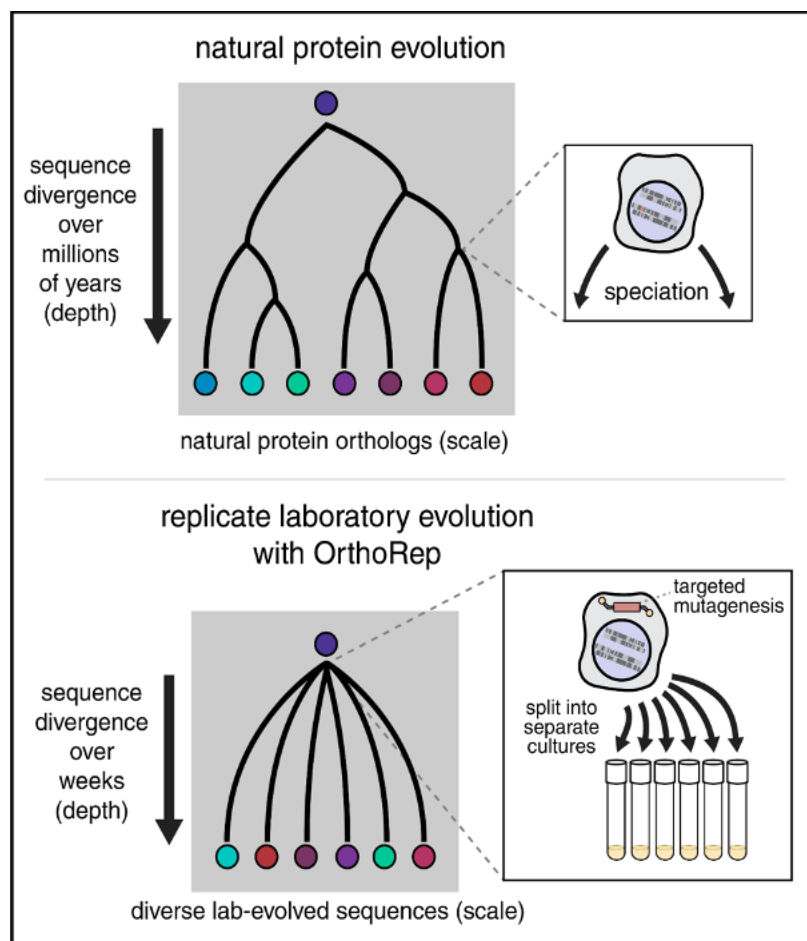 natural protein evolution
sequence
divergence
over
millions
of years
(depth)
speciation
natural protein orthologs (scale)
replicate laboratory evolution
with OrthoRep
targeted
mutagenesis
sequence
divergence
over
weeks
(depth)
split into
separate
cultures
diverse lab-evolved sequences (scale)